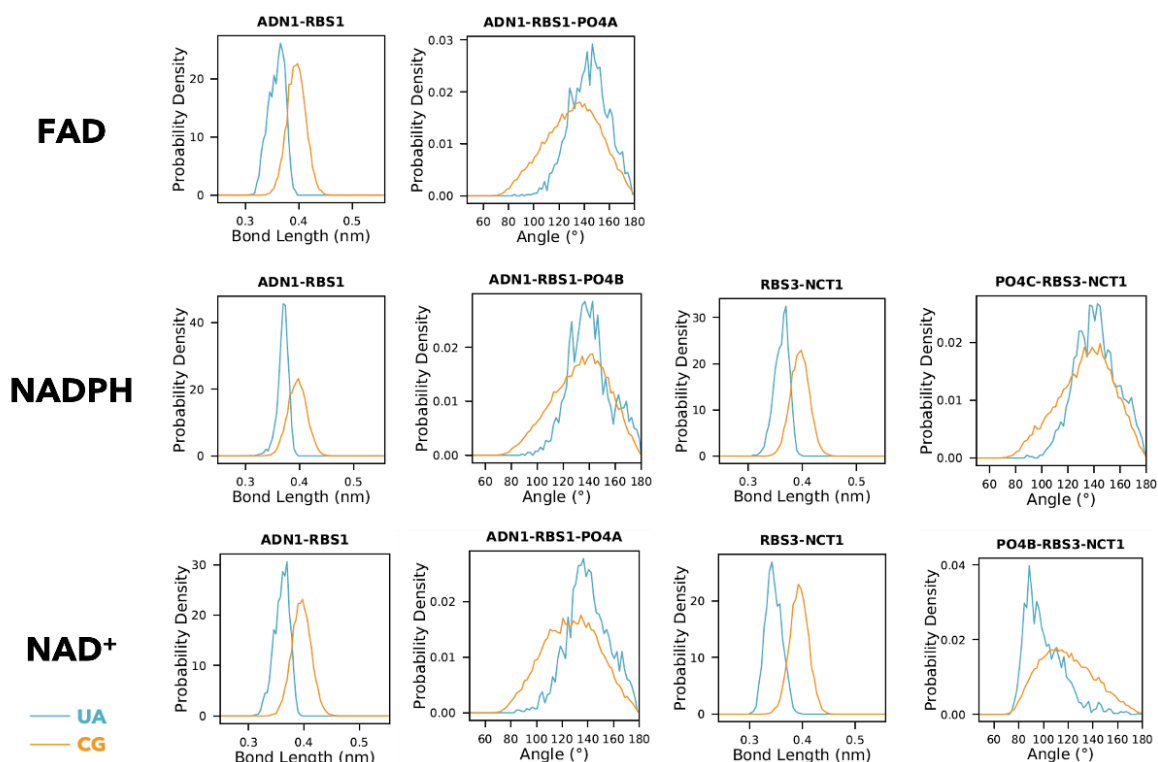 FAD
ADN1-RBS1
Probability Density
20
10
0
0.3 0.4 0.5
Bond Length (nm)
ADN1-RBS1-PO4A
Probability Density
0.03
0.02
0.01
0.00
60 80 100 120 140 160 180
Angle (°)
NADPH
ADN1-RBS1
Probability Density
40
20
0
0.3 0.4 0.5
Bond Length (nm)
ADN1-RBS1-PO4B
Probability Density
0.02
0.01
0.00
60 80 100 120 140 160 180
Angle (°)
RBS3-NCT1
Probability Density
30
20
10
0
0.3 0.4 0.5
Bond Length (nm)
PO4C-RBS3-NCT1
Probability Density
0.02
0.01
0.00
60 80 100 120 140 160 180
Angle (°)
NAD⁺
ADN1-RBS1
Probability Density
30
20
10
0
0.3 0.4 0.5
Bond Length (nm)
ADN1-RBS1-PO4A
Probability Density
0.02
0.01
0.00
60 80 100 120 140 160 180
Angle (°)
RBS3-NCT1
Probability Density
20
10
0
0.3 0.4 0.5
Bond Length (nm)
PO4B-RBS3-NCT1
Probability Density
0.04
0.02
0.00
60 80 100 120 140 160 180
Angle (°)
UA
CG